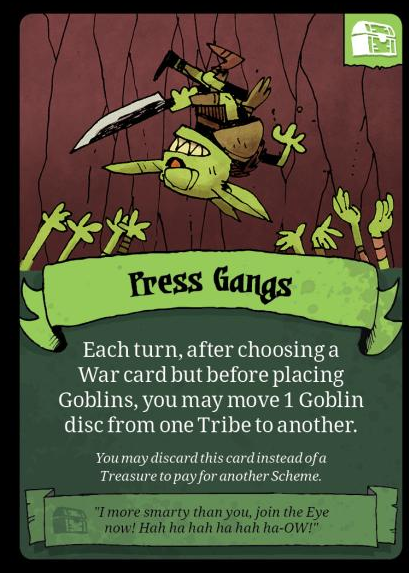 Press Gangs
Each turn, after choosing a
War card but before placing
Goblins, you may move 1 Goblin
disc from one Tribe to another.
You may discard this card instead of a
Treasure to pay for another Scheme.
"I more smarty than you, join the Eye
now! Hah ha hah ha hah ha-OW!"